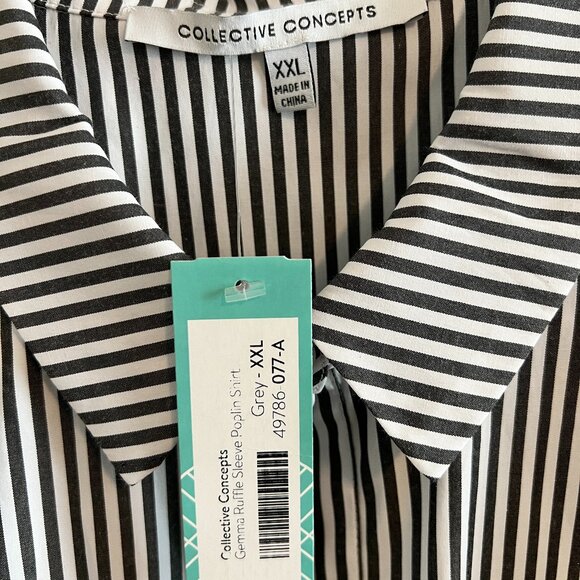 COLLECTIVE CONCEPTS
XXL
MADE IN
CHINA
Collective Concepts
Gemma Ruffle Sleeve Poplin Shirt
Grey - XXL
49786 077-A